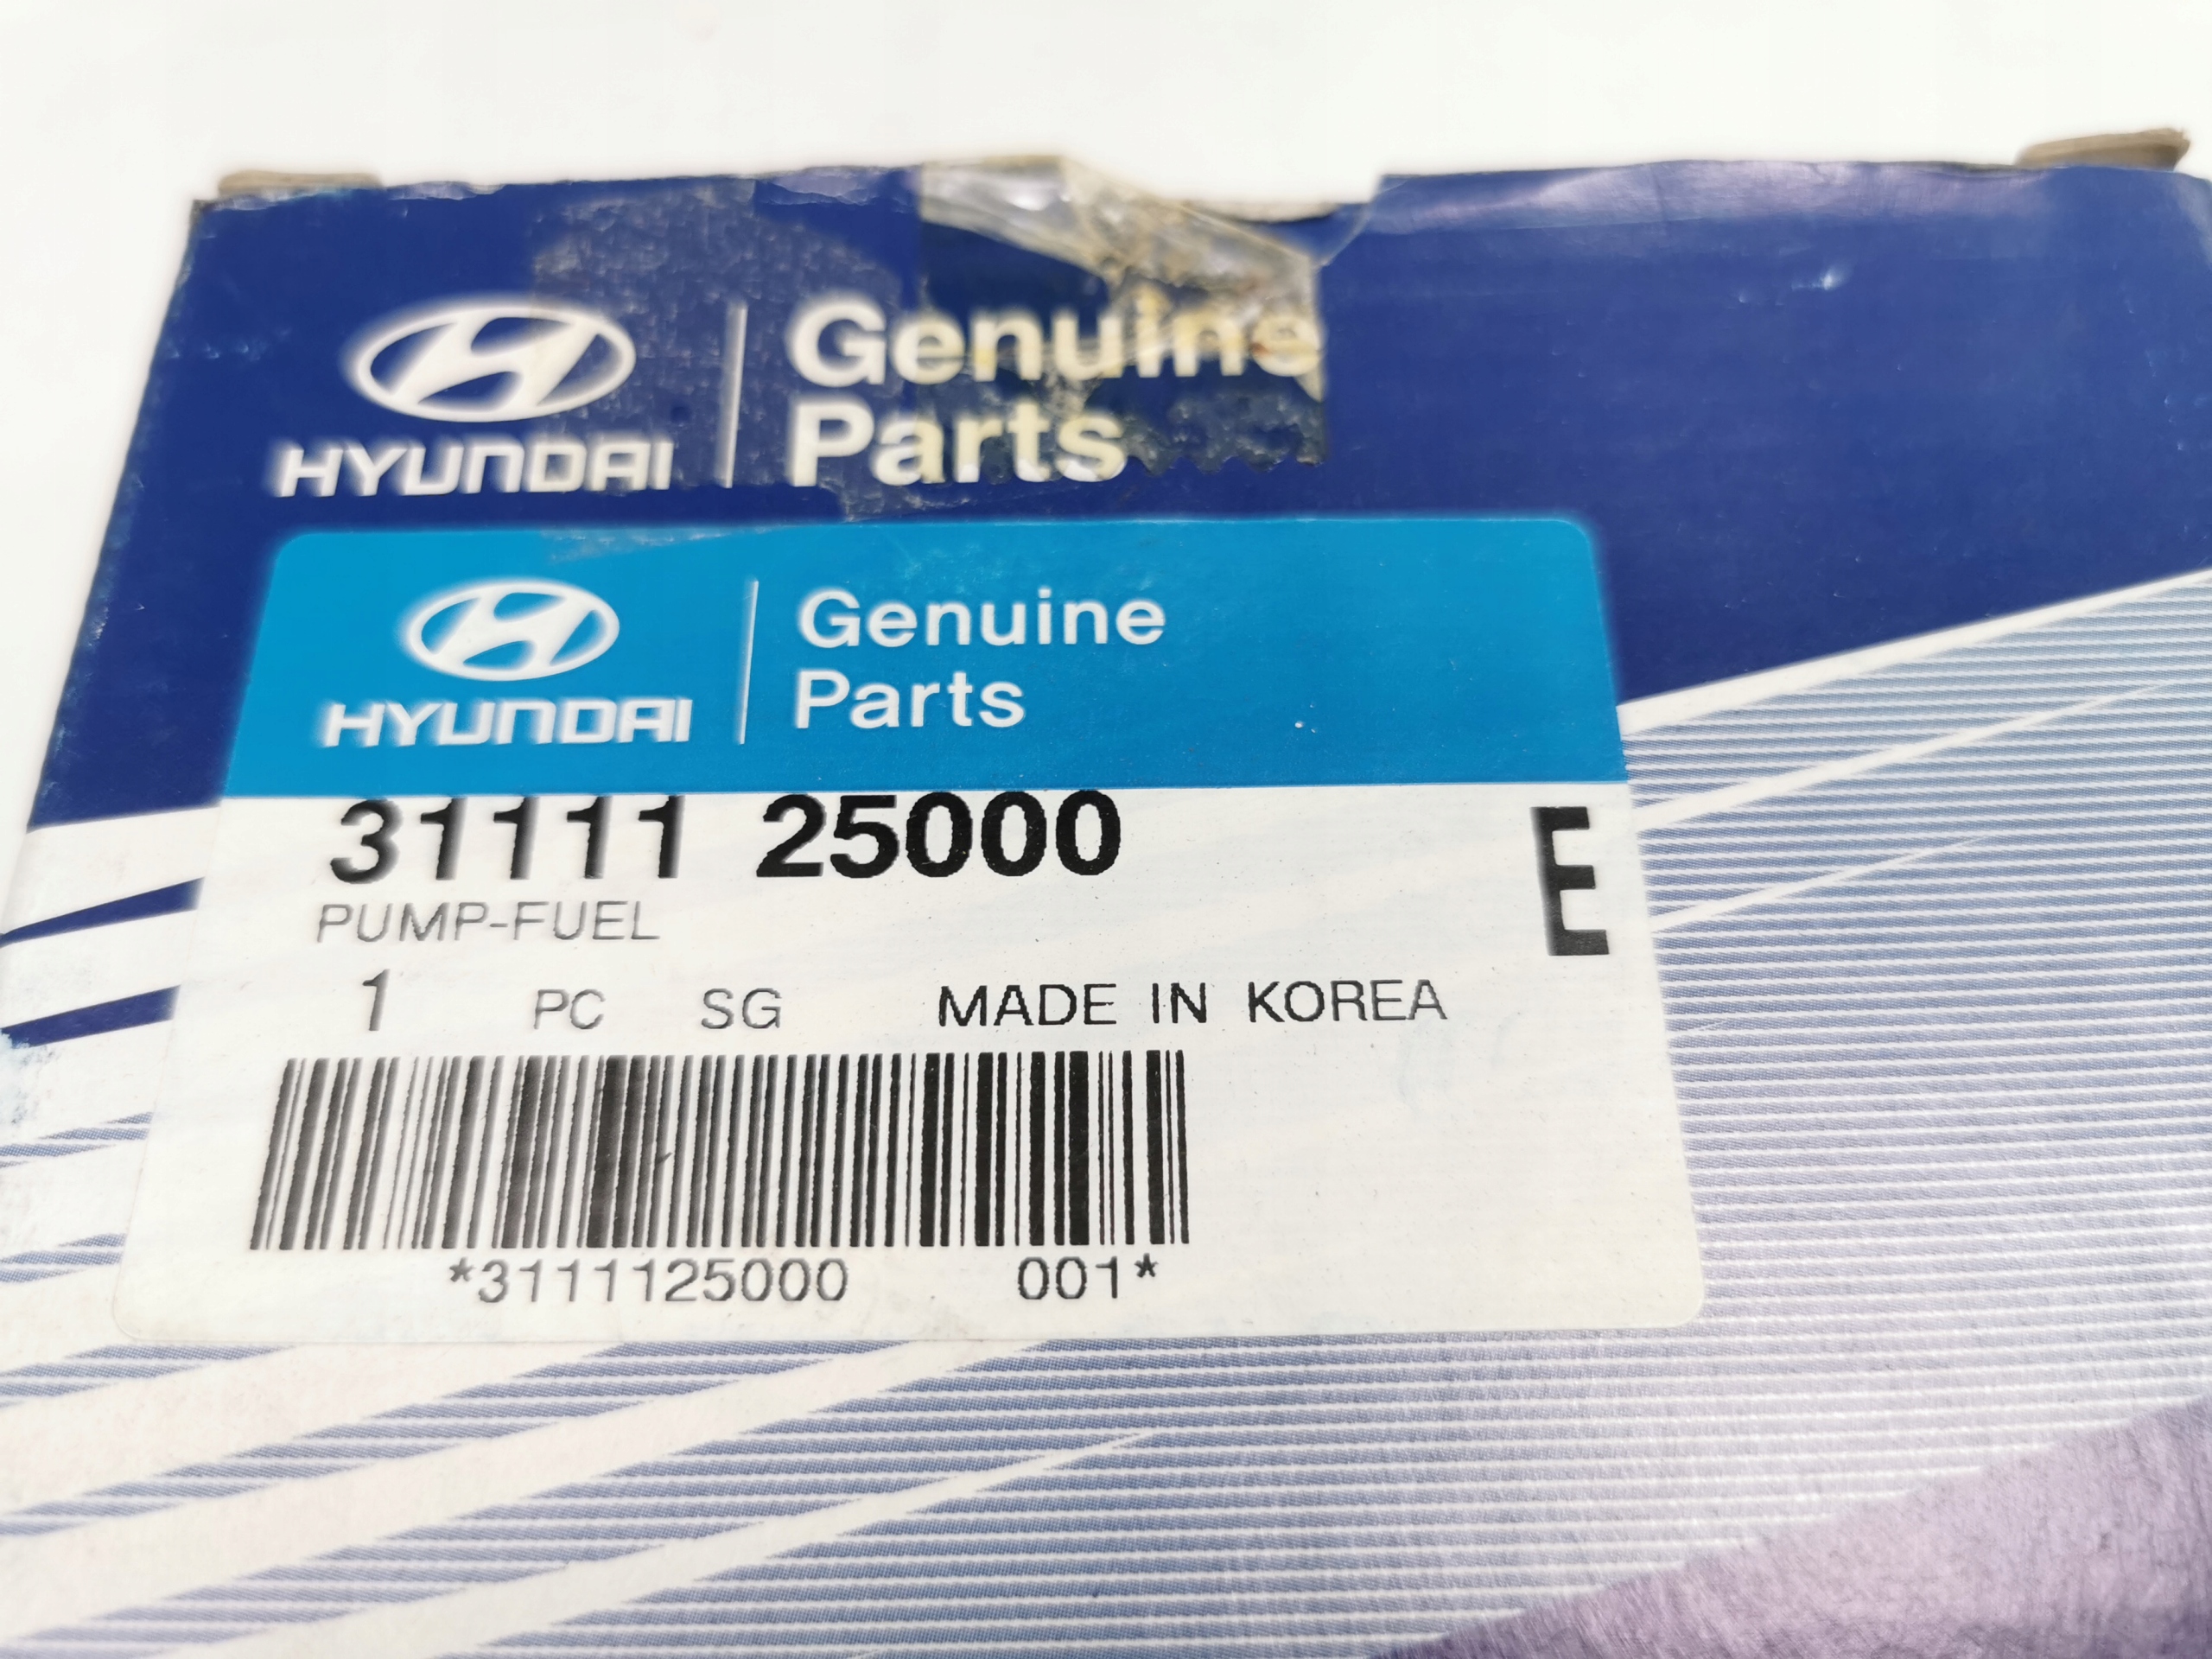 HYUNDAI
Genuine
Parts
HYUNDAI
Genuine
Parts
31111 25000
E
PUMP-FUEL
1 PC SG MADE IN KOREA
*3111125000 001*